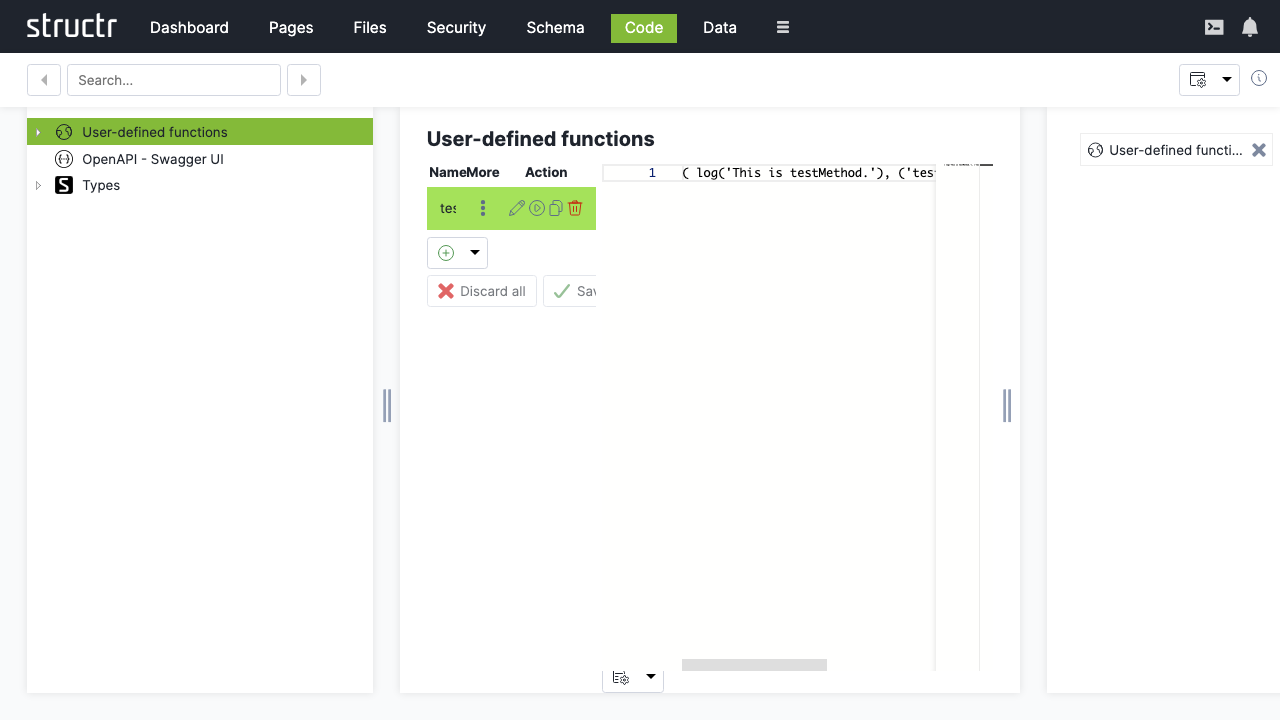 structr Dashboard Pages Files Security Schema Code Data
Search...
User-defined functions
OpenAPI - Swagger UI
S Types
User-defined functions
Name More Action
tes
Discard all Sav
1 ( log('This is testMethod.'), ('tes
User-defined functi...